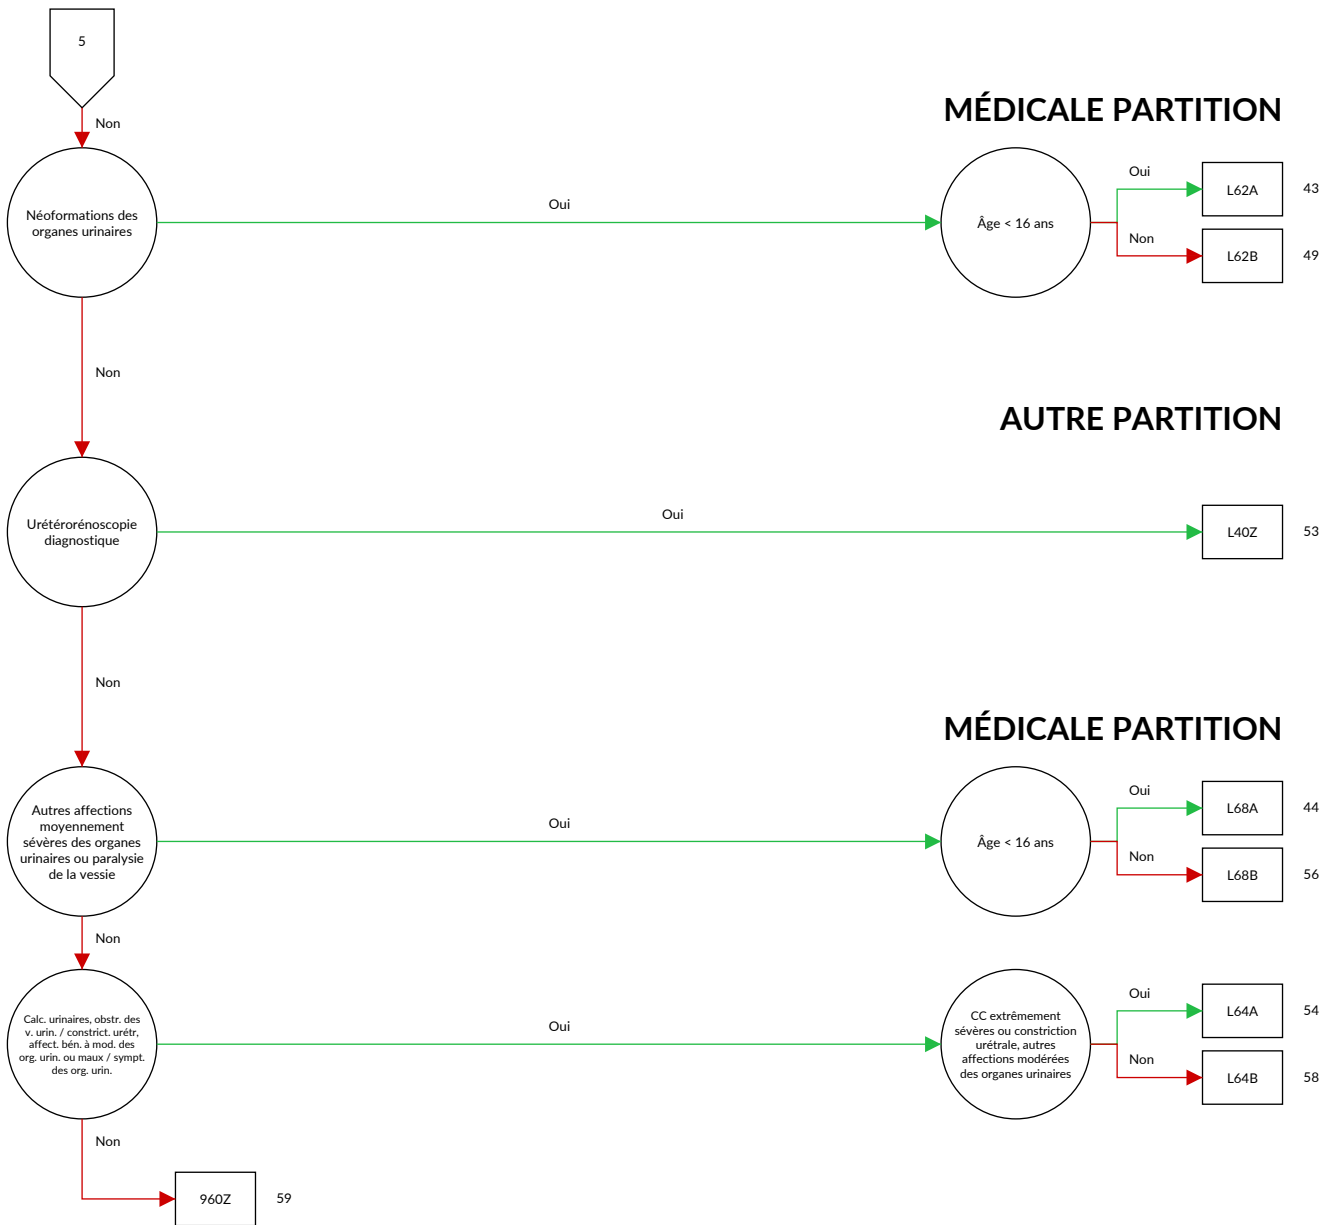 5
Non
MÉDICALE PARTITION
Néoformations des
organes urinaires
Oui
Âge < 16 ans
Oui
L62A
43
Non
L62B
49
Non
AUTRE PARTITION
Urétérorénoscopie
diagnostique
Oui
L40Z
53
Non
MÉDICALE PARTITION
Autres affections
moyennement
sévères des organes
urinaires ou paralysie
de la vessie
Oui
Âge < 16 ans
Oui
L68A
44
Non
L68B
56
Non
Calc. urinaires, obstr. des
v. urin. / constrict. urétr,
affect. bén. à mod. des
org. urin. ou maux / sympt.
des org. urin.
Oui
CC extrêmement
sévères ou constriction
urétrale, autres
affections modérées
des organes urinaires
Oui
L64A
54
Non
L64B
58
Non
960Z
59